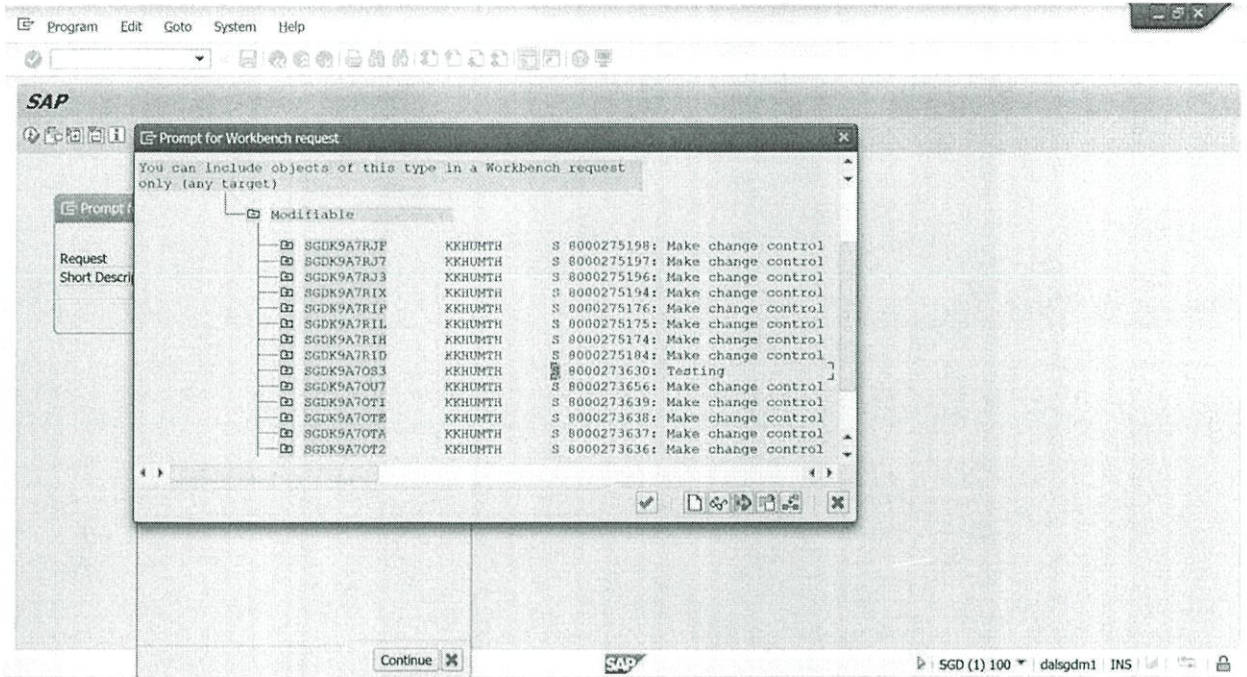 Program Edit Goto System Help
SAP
Prompt for Workbench request
You can include objects of this type in a Workbench request
only (any target)
Prompt f
Modifiable
Request
Short Descrip
SGDK9A7RJF KKHUMTH S 8000275198: Make change control
SGDK9A7RJ7 KKHUMTH S 8000275197: Make change control
SGDK9A7RJ3 KKHUMTH S 8000275196: Make change control
SGDK9A7RIX KKHUMTH S 8000275194: Make change control
SGDK9A7RIP KKHUMTH S 8000275176: Make change control
SGDK9A7RIL KKHUMTH S 8000275175: Make change control
SGDK9A7RIH KKHUMTH S 8000275174: Make change control
SGDK9A7RID KKHUMTH S 8000275184: Make change control
SGDK9A7OS3 KKHUMTH S 8000273630: Testing
SGDK9A7OU7 KKHUMTH S 8000273656: Make change control
SGDK9A7OTI KKHUMTH S 8000273639: Make change control
SGDK9A7OTE KKHUMTH S 8000273638: Make change control
SGDK9A7OTA KKHUMTH S 8000273637: Make change control
SGDK9A7OT2 KKHUMTH S 8000273636: Make change control
Continue
SAP
SGD (1) 100 dalsgdm1 INS